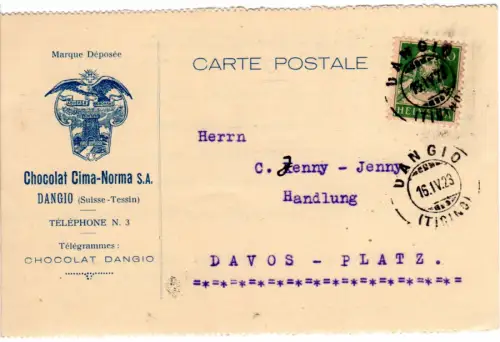 Marque Déposée
Chocolat Cima-Norma S.A.
DANGIO (Suisse-Tessin)
TÉLÉPHONE N. 3
Télégrammes :
CHOCOLAT DANGIO
CARTE POSTALE
HELVETIA
DANGIO
(TICINO)
Herrn
C. Jenny - Jenny
Handlung
DAVOS - PLATZ.
=*=*=*=*=*=*=*=*=*=*=*=*=
DANGIO
16.IV.23
(TICINO)